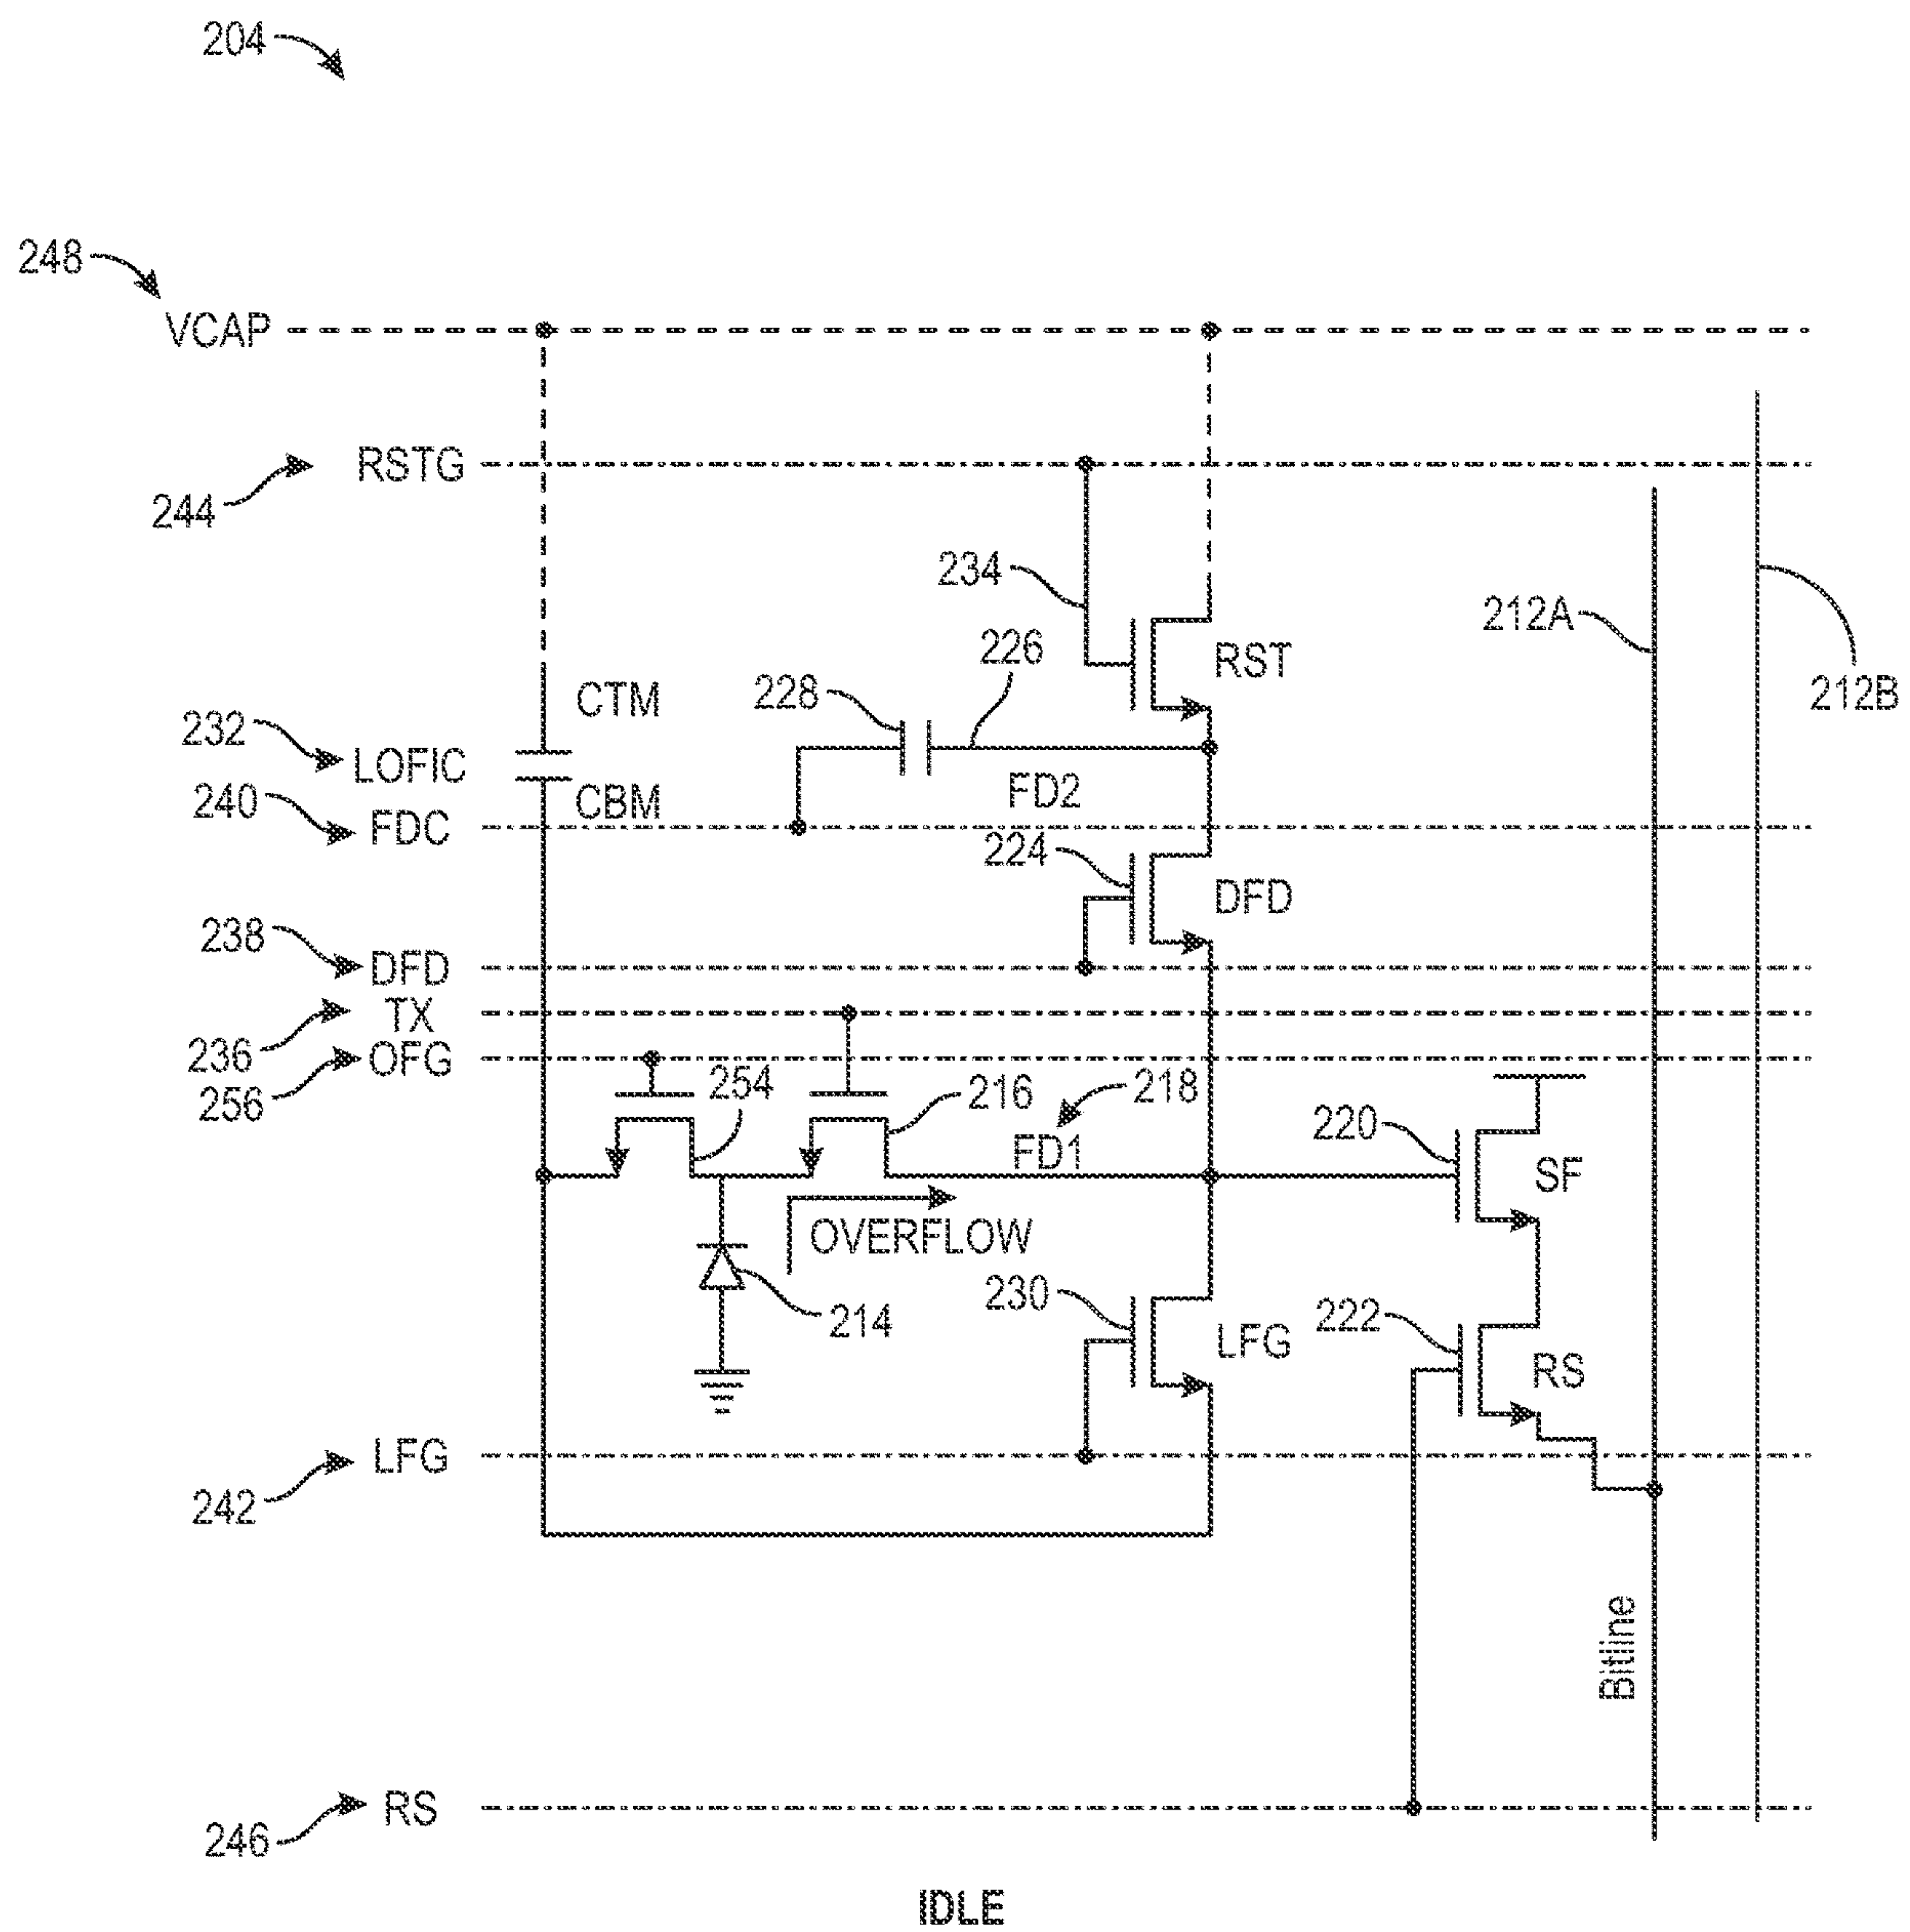 204
248
VCAP
RSTG
244
234
212A
226
RST
228
212B
CTM
232
LOFIC
FD2
240
CBM
FDC
224
DFD
238
DFD
TX
236
OFG
256
254
216
218
FD1
220
SF
OVERFLOW
230
214
222
LFG
RS
LFG
242
Bitline
RS
246
IDLE